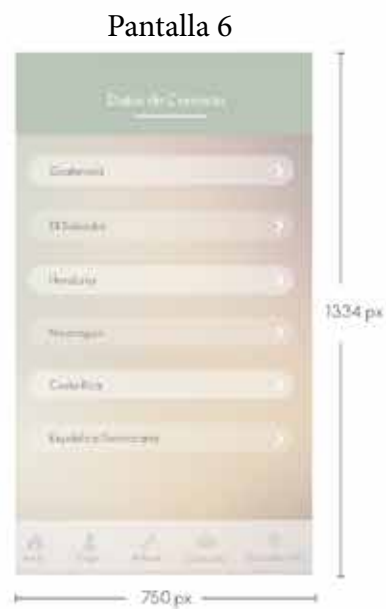 Pantalla 6
Datos de Contacto
Guatemala
El Salvador
Honduras
Nicaragua
Costa Rica
República Dominicana
1334 px
750 px